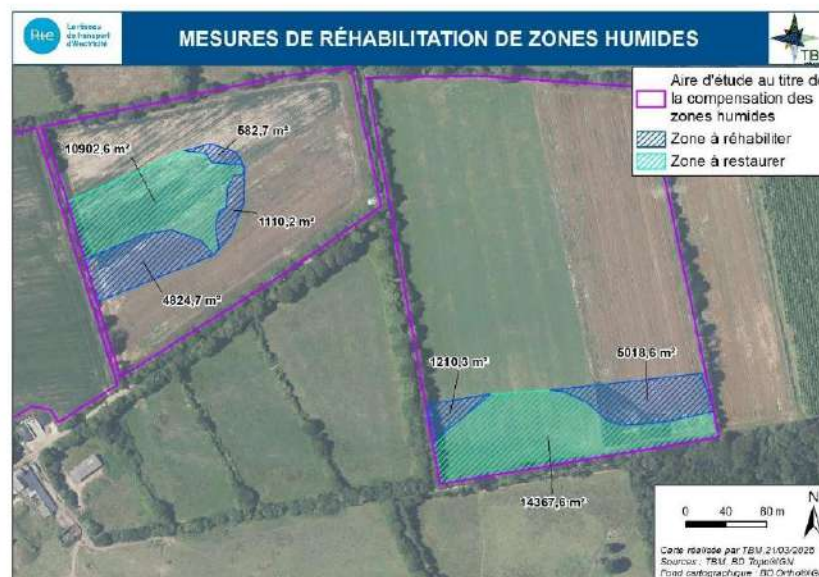 Rte
Le réseau
de transport
d'électricité
MESURES DE RÉHABILITATION DE ZONES HUMIDES
TBM
Aire d'étude au titre de
la compensation des
zones humides
Zone à réhabiliter
Zone à restaurer
582,7 m²
10902,6 m²
1110,2 m²
4824,7 m²
5018,6 m²
1210,3 m²
14367,6 m²
N
0 40 80 m
Carte réalisée par TBM, 21/03/2025
Sources : TBM, BD Topo®IGN
Fond cartographique : BD Ortho®IGN